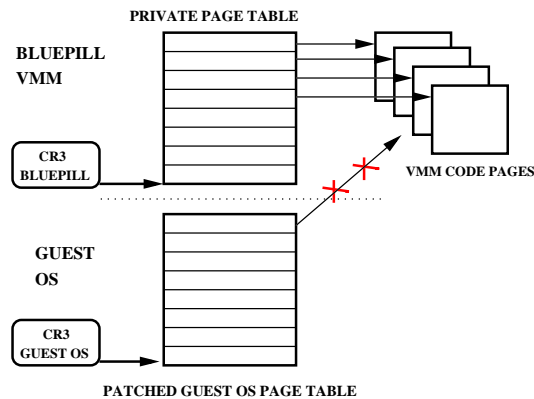 PRIVATE PAGE TABLE
BLUEPILL
VMM
CR3
BLUEPILL
VMM CODE PAGES
GUEST
OS
CR3
GUEST OS
PATCHED GUEST OS PAGE TABLE